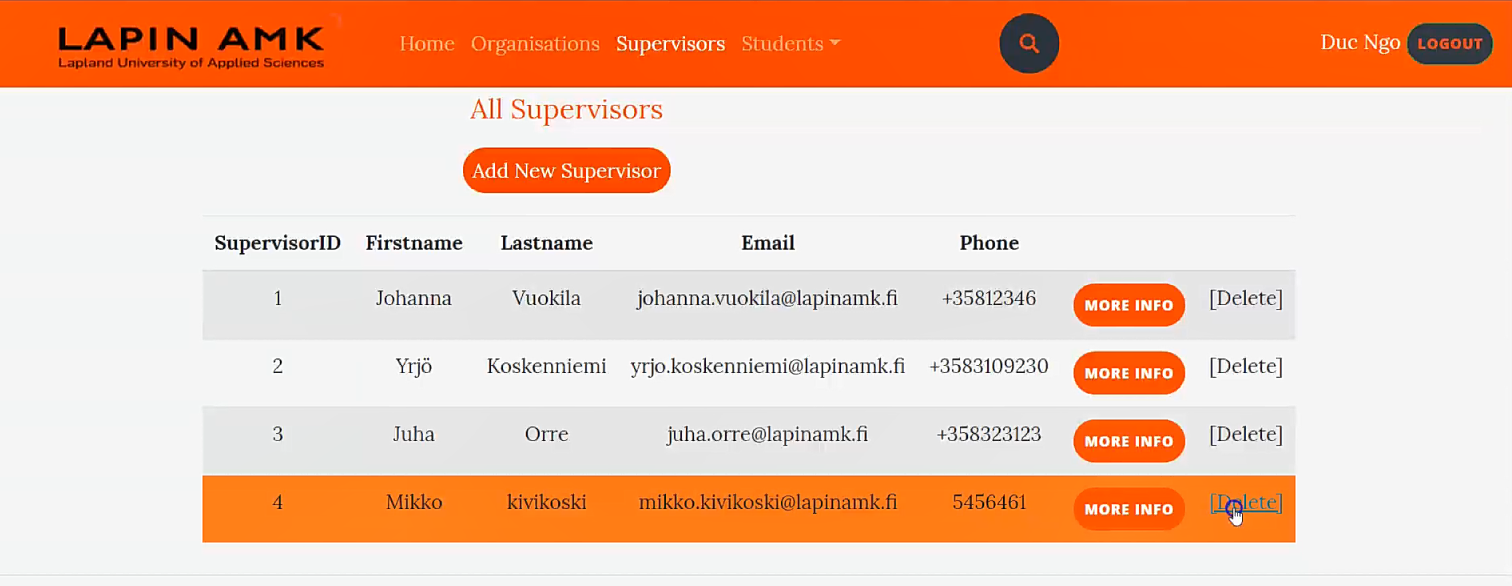 LAPIN AMK
Lapland University of Applied Sciences
Home Organisations Supervisors Students
Duc Ngo LOGOUT
All Supervisors
Add New Supervisor
SupervisorID Firstname Lastname Email Phone
1 Johanna Vuokila johanna.vuokila@lapinamk.fi +35812346 MORE INFO [Delete]
2 Yrjö Koskenniemi yrjo.koskenniemi@lapinamk.fi +3583109230 MORE INFO [Delete]
3 Juha Orre juha.orre@lapinamk.fi +358323123 MORE INFO [Delete]
4 Mikko kivikoski mikko.kivikoski@lapinamk.fi 5456461 MORE INFO [Delete]